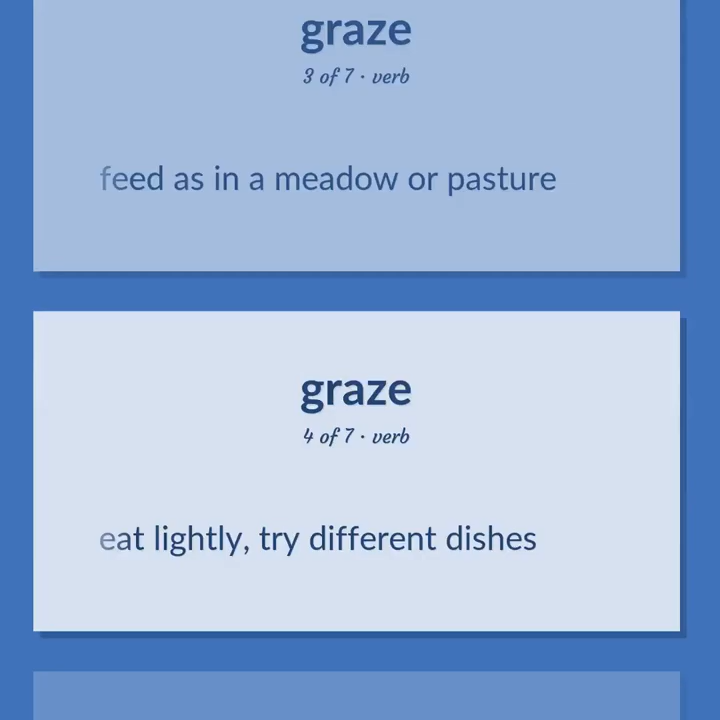 graze
3 of 7 · verb
feed as in a meadow or pasture
graze
4 of 7 · verb
eat lightly, try different dishes